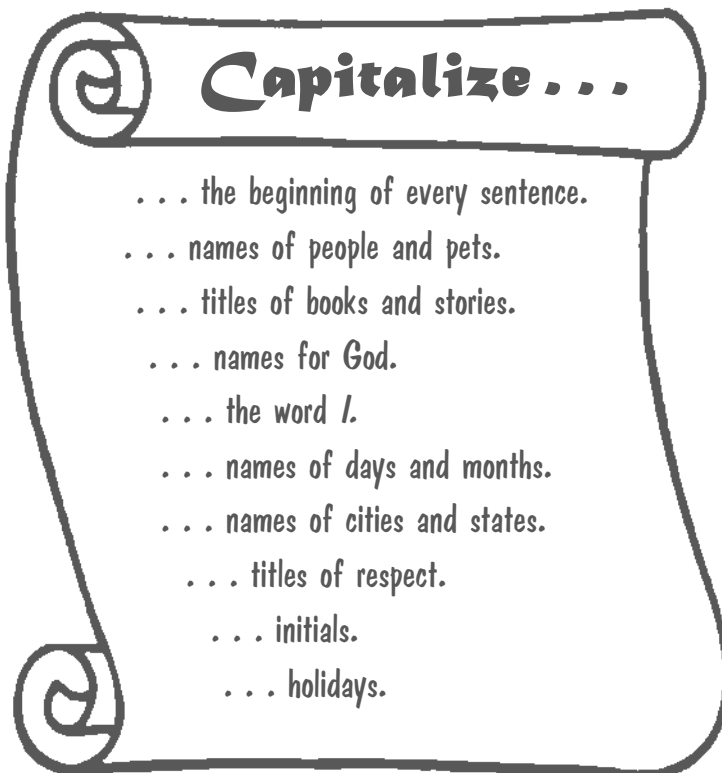 Capitalize . . .
. . . the beginning of every sentence.
. . . names of people and pets.
. . . titles of books and stories.
. . . names for God.
. . . the word I.
. . . names of days and months.
. . . names of cities and states.
. . . titles of respect.
. . . initials.
. . . holidays.